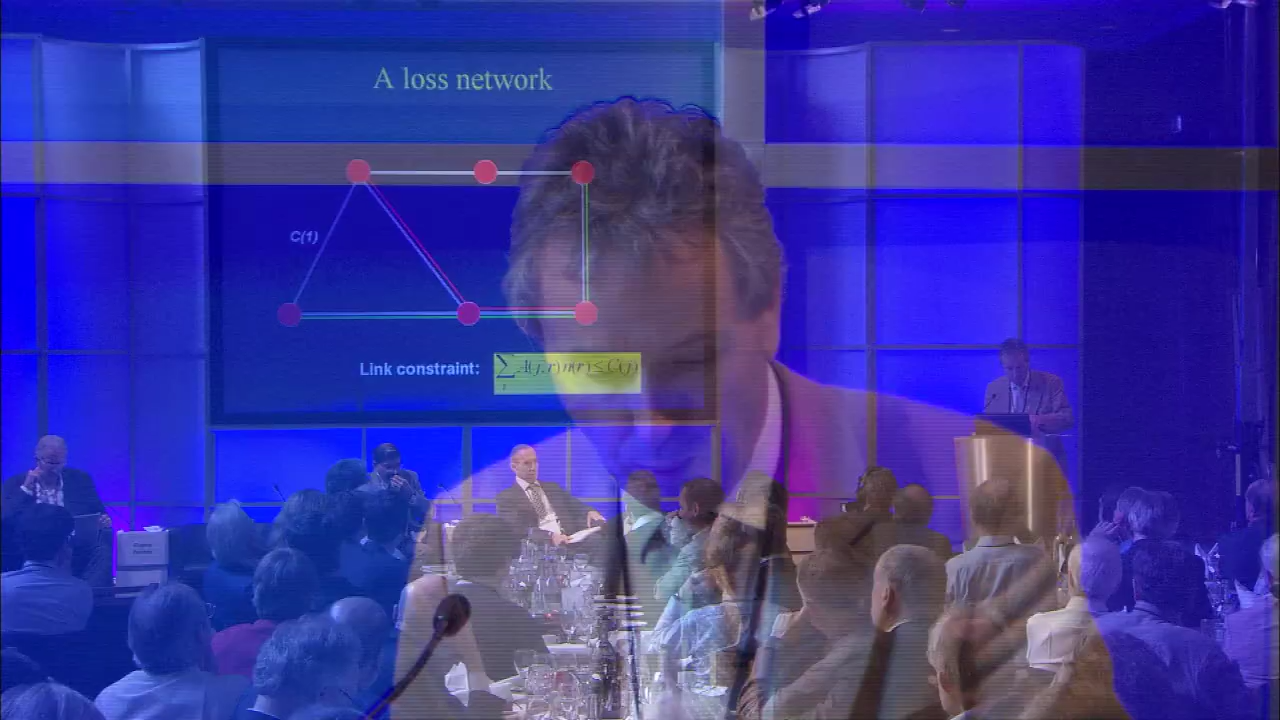 A loss network
C(1)
Link constraint: ∑ A(j,r) n(r) ≤ C(j)
r